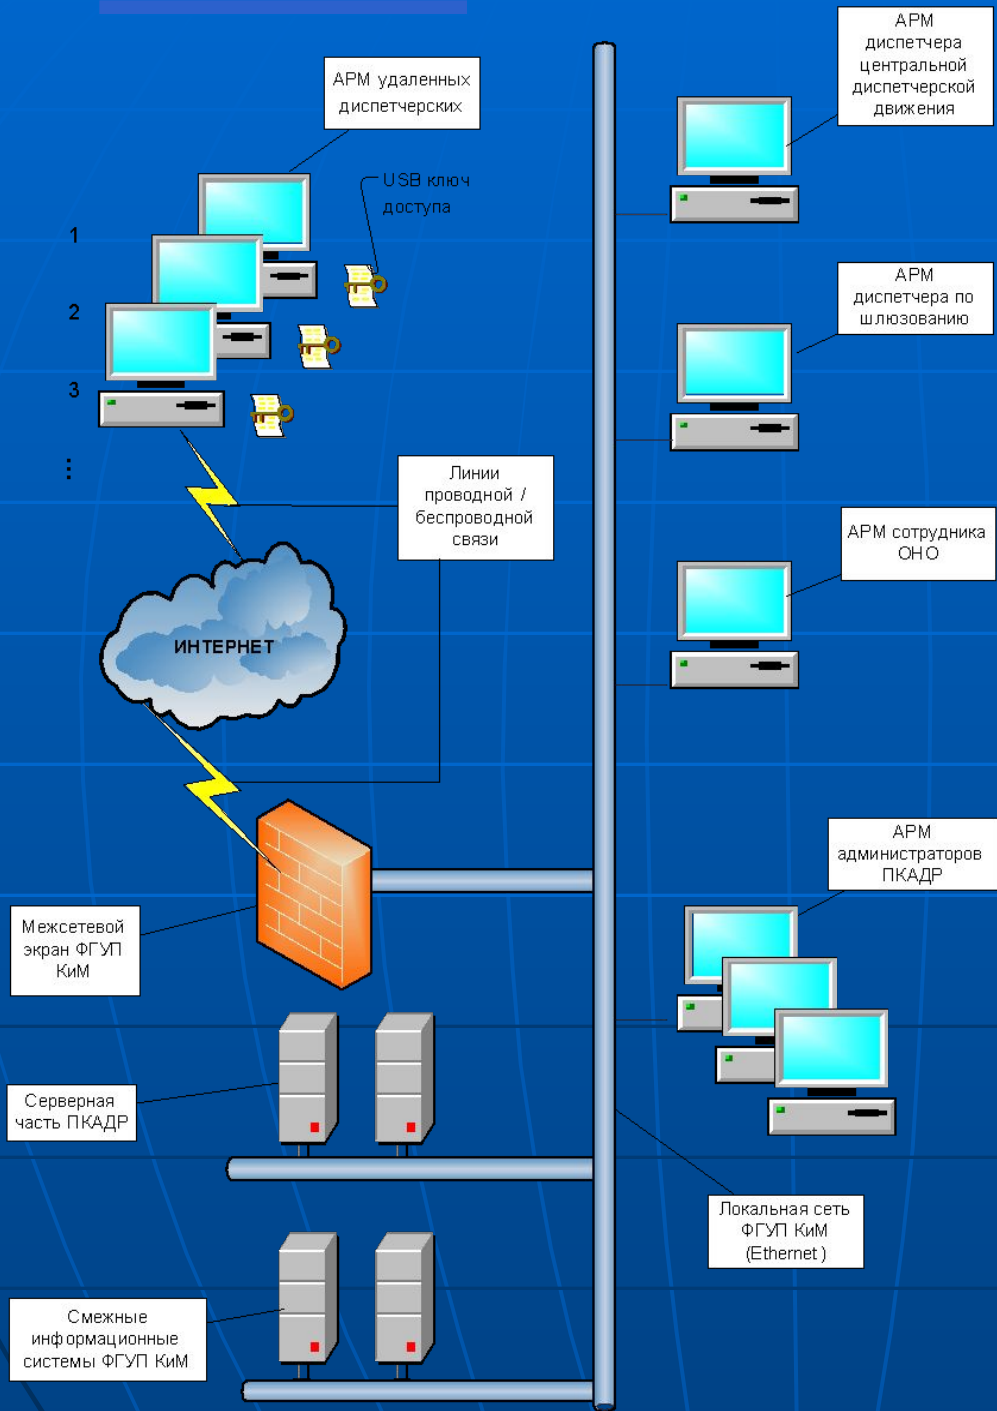 АРМ
диспетчера
центральной
диспетчерской
движения
АРМ удаленных
диспетчерских
USB ключ
доступа
1
2
3
...
АРМ
диспетчера по
шлюзованию
Линии
проводной /
беспроводной
связи
АРМ сотрудника
ОНО
ИНТЕРНЕТ
АРМ
администраторов
ПКАДР
Межсетевой
экран ФГУП
КиМ
Серверная
часть ПКАДР
Локальная сеть
ФГУП КиМ
(Ethernet)
Смежные
информационные
системы ФГУП КиМ